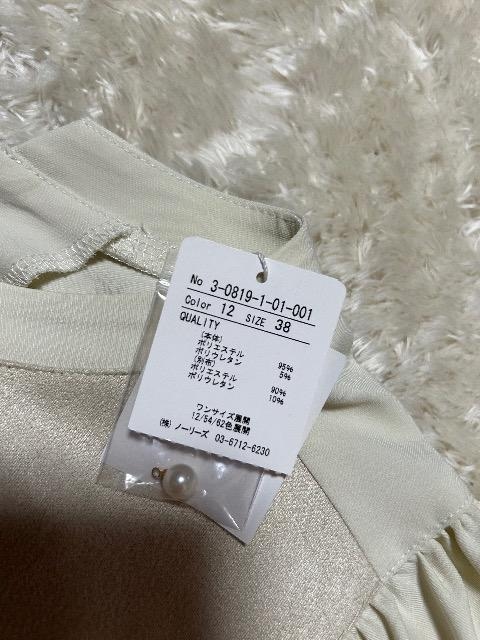 No 3-0819-1-01-001
Color 12 SIZE 38
QUALITY
(本体)
ポリエステル 95%
ポリウレタン 5%
(別布)
ポリエステル 90%
ポリウレタン 10%
ワンサイズ展開
12/54/62色展開
(株) ノーリーズ 03-6712-6230